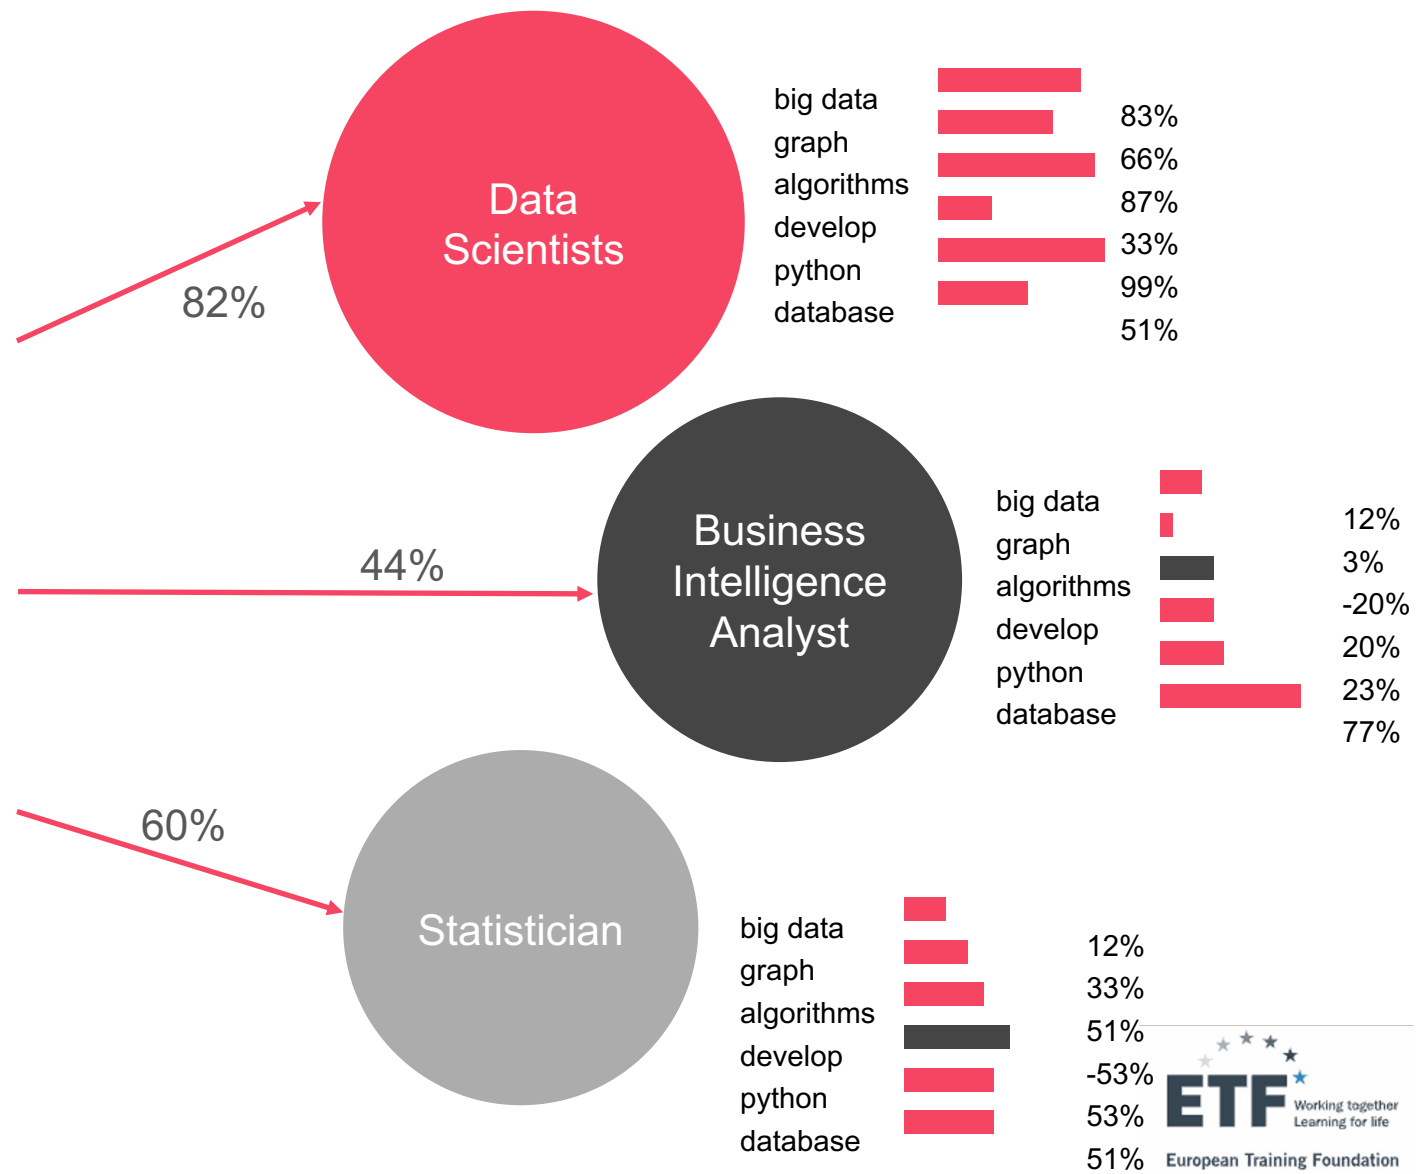 Data
Scientists
82%
big data
graph
algorithms
develop
python
database
83%
66%
87%
33%
99%
51%
Business
Intelligence
Analyst
44%
big data
graph
algorithms
develop
python
database
12%
3%
-20%
20%
23%
77%
60%
Statistician
big data
graph
algorithms
develop
python
database
12%
33%
51%
-53%
53%
51%
ETF
Working together
Learning for life
European Training Foundation